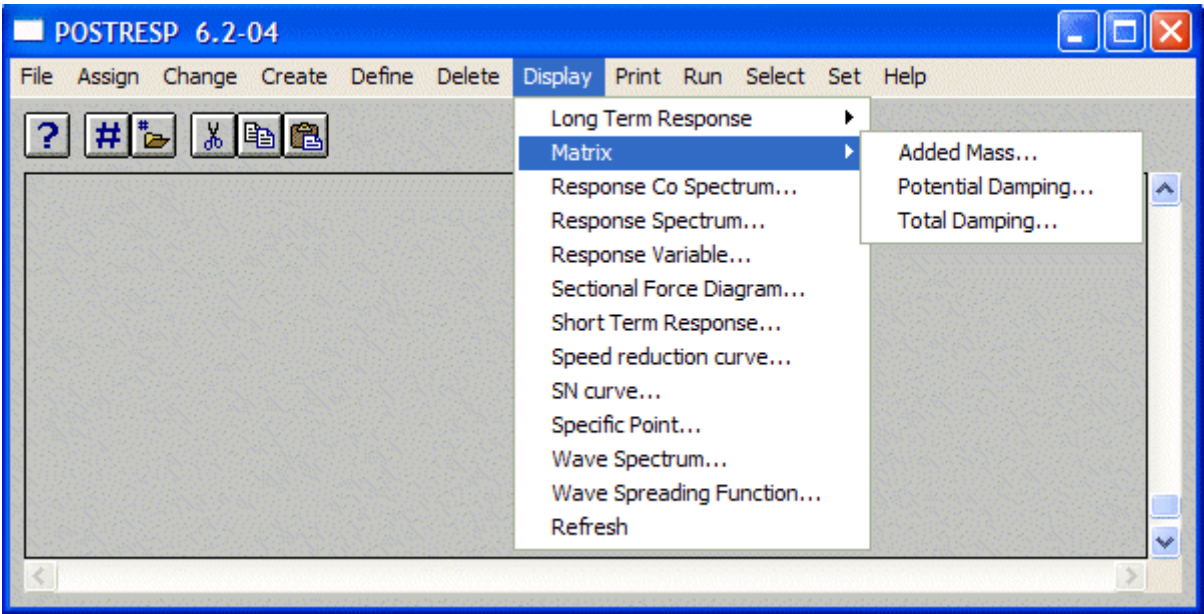 POSTRESP 6.2-04
File Assign Change Create Define Delete Display Print Run Select Set Help
? # #
Long Term Response
Matrix
Added Mass...
Potential Damping...
Total Damping...
Response Co Spectrum...
Response Spectrum...
Response Variable...
Sectional Force Diagram...
Short Term Response...
Speed reduction curve...
SN curve...
Specific Point...
Wave Spectrum...
Wave Spreading Function...
Refresh